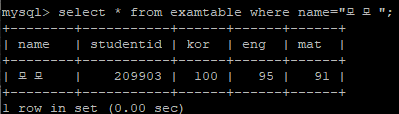 mysql> select * from examtable where name="모모";
+--------+-----------+------+------+------+
| name | studentid | kor | eng | mat |
+--------+-----------+------+------+------+
| 모모 | 209903 | 100 | 95 | 91 |
+--------+-----------+------+------+------+
1 row in set (0.00 sec)